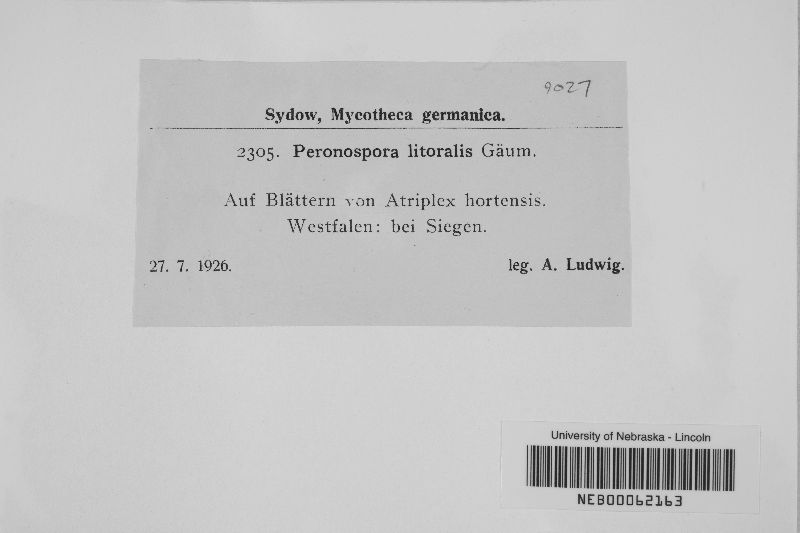 9027
Sydow, Mycotheca germanica.
2305. Peronospora litoralis Gäum.
Auf Blättern von Atriplex hortensis.
Westfalen: bei Siegen.
27. 7. 1926. leg. A. Ludwig.
University of Nebraska - Lincoln
NEB00062163